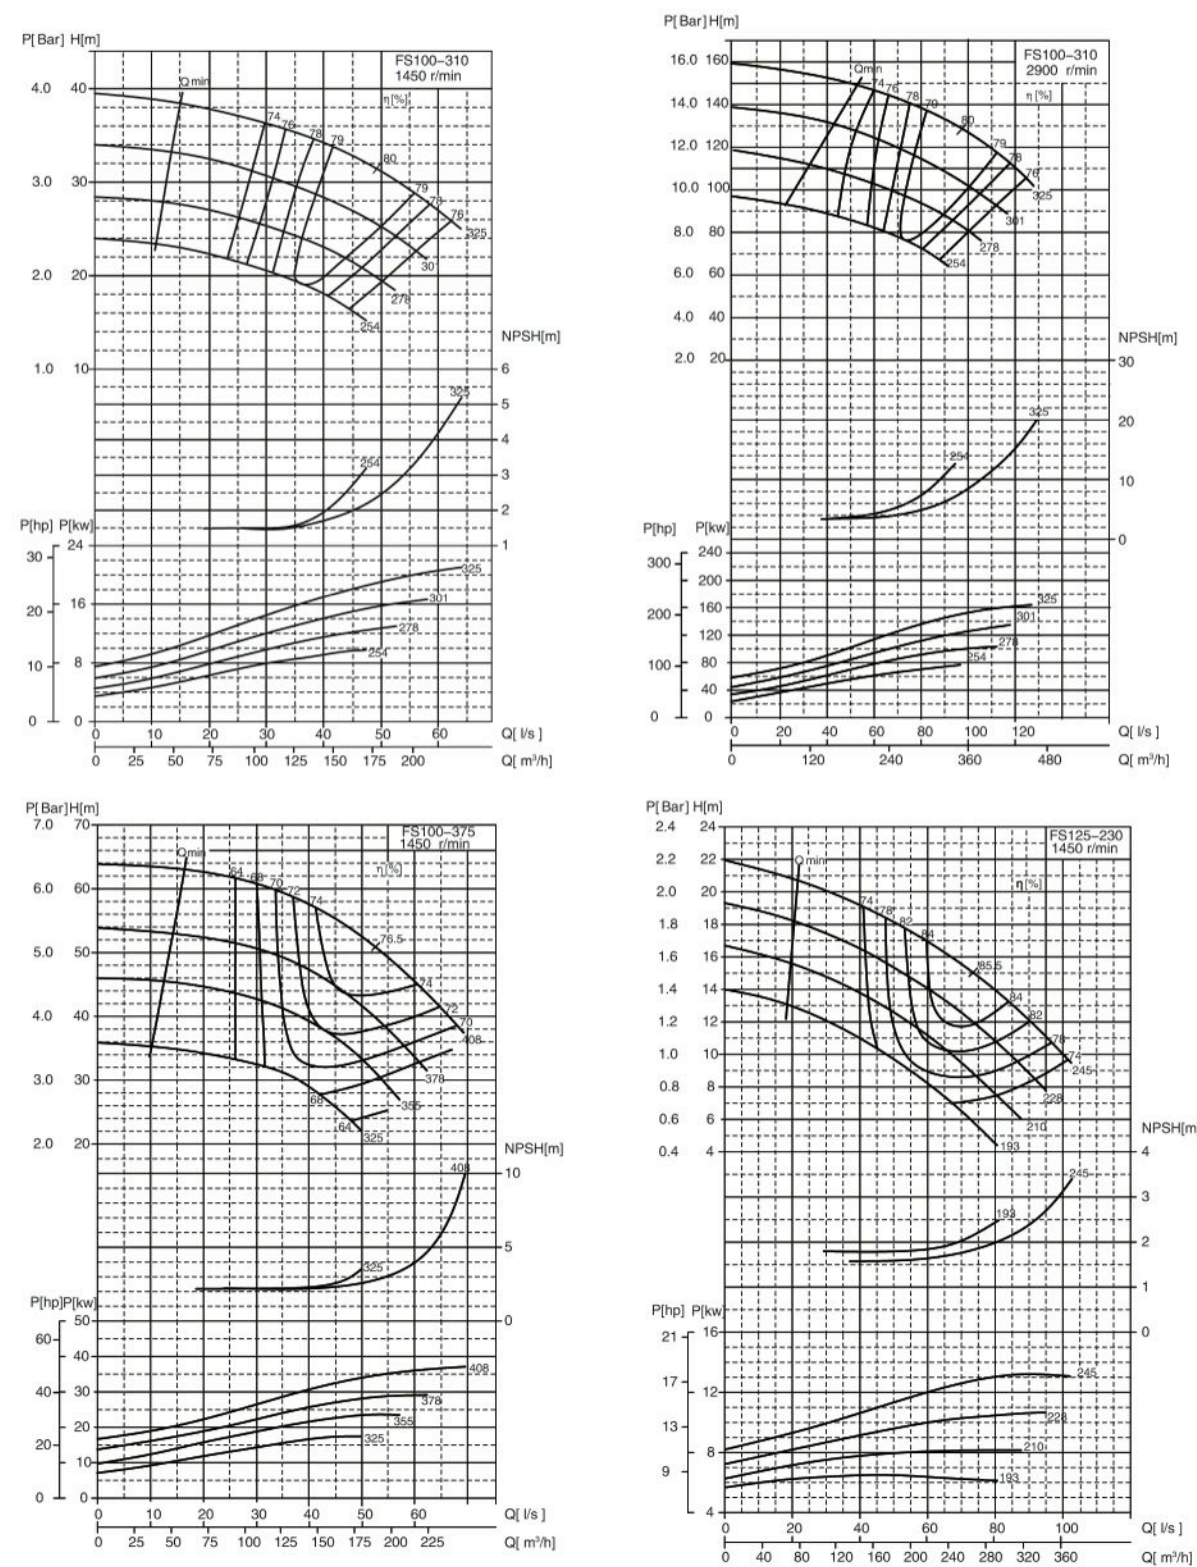 P[Bar] H[m]
FS100–310
1450 r/min
η[%]
Qmin
4.0 40
3.0 30
2.0 20
1.0 10
74 76 78 79 80 79 78 76 325
301
278
254
NPSH[m]
6
5
4
3
2
1
325
254
P[hp] P[kw]
30 24
20 16
10 8
0 0
325
301
278
254
0 10 20 30 40 50 60 Q[ l/s ]
0 25 50 75 100 125 150 175 200 Q[ m³/h]
P[Bar] H[m]
FS100–310
2900 r/min
η[%]
Qmin
16.0 160
14.0 140
12.0 120
10.0 100
8.0 80
6.0 60
4.0 40
2.0 20
74 76 78 79 80 79 78 76 325
301
278
254
NPSH[m]
30
20
10
0
325
254
P[hp] P[kw]
240
300
200
200 160
120
100 80
40
0 0
325
301
278
254
0 20 40 60 80 100 120 Q[ l/s ]
0 120 240 360 480 Q[ m³/h]
P[Bar] H[m]
FS100–375
1450 r/min
η[%]
Qmin
7.0 70
6.0 60
5.0 50
4.0 40
3.0 30
2.0 20
64 68 70 72 74 76.5 74 72 70
408
378
355
68
64
325
NPSH[m]
10
5
0
408
325
P[hp] P[kw]
50
60
40
40 30
20
20 10
0 0
408
378
355
325
0 10 20 30 40 50 60 Q[ l/s ]
0 25 50 75 100 125 150 175 200 225 Q[ m³/h]
P[Bar] H[m]
FS125–230
1450 r/min
η[%]
Qmin
2.4 24
2.2 22
2.0 20
1.8 18
1.6 16
1.4 14
1.2 12
1.0 10
0.8 8
0.6 6
0.4 4
74 78 82 84 85.5 84 82 78 74
245
228
210
193
NPSH[m
4
3
2
1
0
245
193
P[hp] P[kw]
21 16
17
12
13
8
9
4
245
228
210
193
0 20 40 60 80 100 Q[ l/s ]
0 40 80 120 160 200 240 280 320 360 Q[ m³/h]